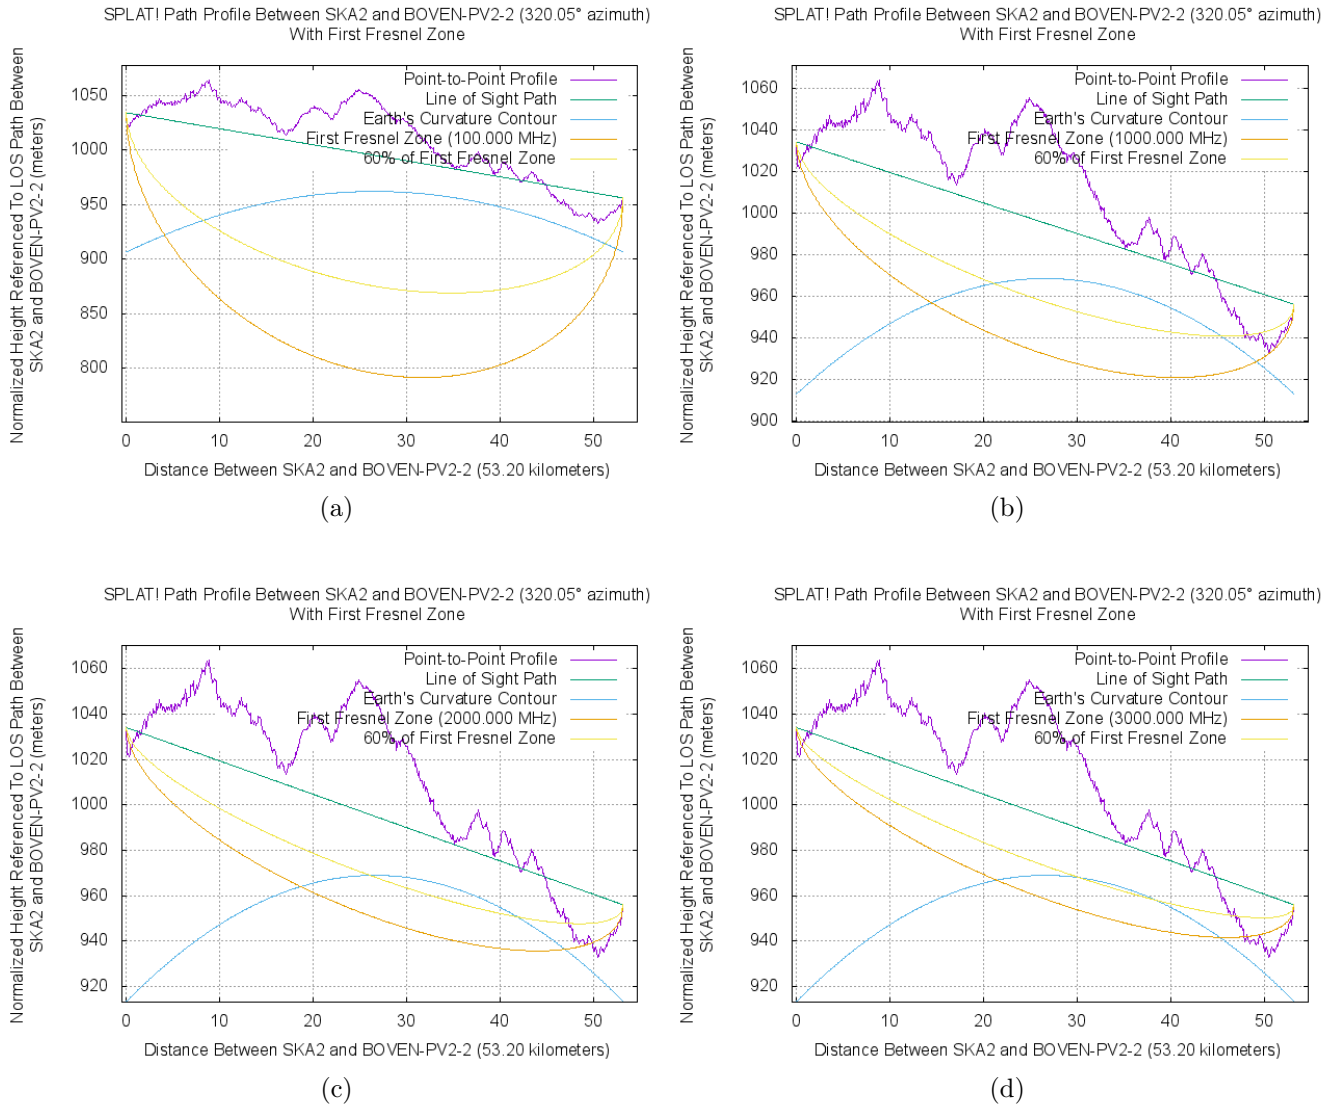 SPLAT! Path Profile Between SKA2 and BOVEN-PV2-2 (320.05° azimuth)
With First Fresnel Zone
Normalized Height Referenced To LOS Path Between
SKA2 and BOVEN-PV2-2 (meters)
Point-to-Point Profile
Line of Sight Path
Earth's Curvature Contour
First Fresnel Zone (100.000 MHz)
60% of First Fresnel Zone
1050
1000
950
900
850
800
0 10 20 30 40 50
Distance Between SKA2 and BOVEN-PV2-2 (53.20 kilometers)
(a)
SPLAT! Path Profile Between SKA2 and BOVEN-PV2-2 (320.05° azimuth)
With First Fresnel Zone
Normalized Height Referenced To LOS Path Between
SKA2 and BOVEN-PV2-2 (meters)
Point-to-Point Profile
Line of Sight Path
Earth's Curvature Contour
First Fresnel Zone (1000.000 MHz)
60% of First Fresnel Zone
1060
1040
1020
1000
980
960
940
920
900
0 10 20 30 40 50
Distance Between SKA2 and BOVEN-PV2-2 (53.20 kilometers)
(b)
SPLAT! Path Profile Between SKA2 and BOVEN-PV2-2 (320.05° azimuth)
With First Fresnel Zone
Normalized Height Referenced To LOS Path Between
SKA2 and BOVEN-PV2-2 (meters)
Point-to-Point Profile
Line of Sight Path
Earth's Curvature Contour
First Fresnel Zone (2000.000 MHz)
60% of First Fresnel Zone
1060
1040
1020
1000
980
960
940
920
0 10 20 30 40 50
Distance Between SKA2 and BOVEN-PV2-2 (53.20 kilometers)
(c)
SPLAT! Path Profile Between SKA2 and BOVEN-PV2-2 (320.05° azimuth)
With First Fresnel Zone
Normalized Height Referenced To LOS Path Between
SKA2 and BOVEN-PV2-2 (meters)
Point-to-Point Profile
Line of Sight Path
Earth's Curvature Contour
First Fresnel Zone (3000.000 MHz)
60% of First Fresnel Zone
1060
1040
1020
1000
980
960
940
920
0 10 20 30 40 50
Distance Between SKA2 and BOVEN-PV2-2 (53.20 kilometers)
(d)